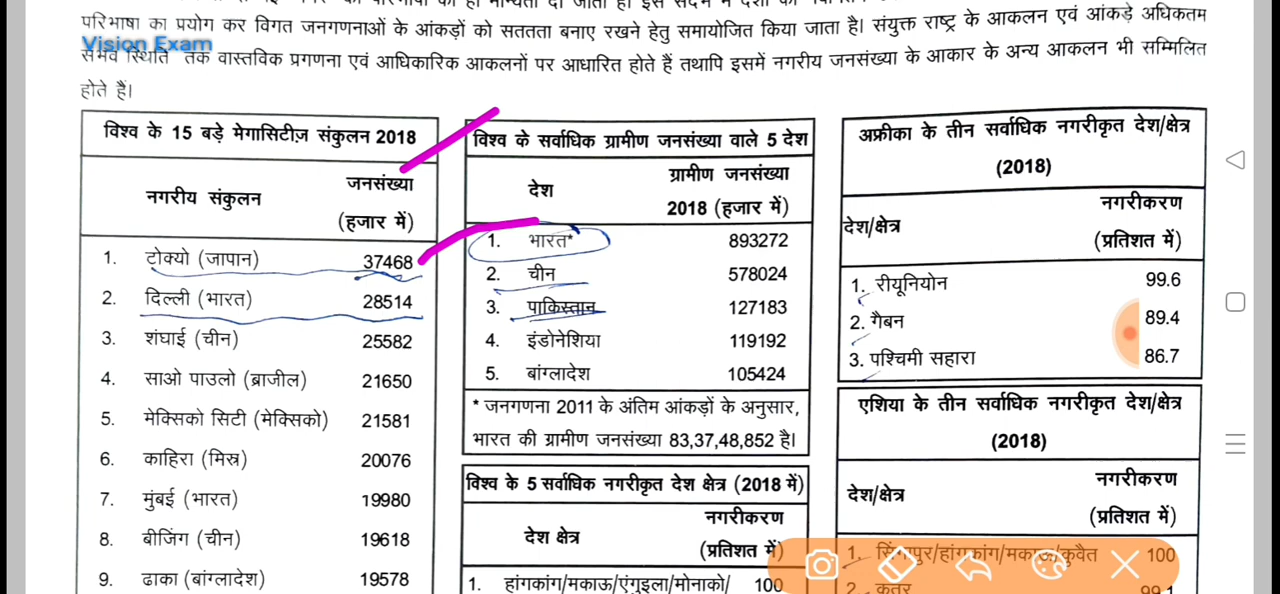 परिभाषा का प्रयोग कर विगत जनगणनाओं के आंकड़ों को सततता बनाए रखने हेतु समायोजित किया जाता है। संयुक्त राष्ट्र के आकलन एवं आंकड़े अधिकतम
Vision Exam
संभव स्थिति तक वास्तविक प्रगणना एवं आधिकारिक आकलनों पर आधारित होते हैं तथापि इसमें नगरीय जनसंख्या के आकार के अन्य आकलन भी सम्मिलित
होते हैं।
विश्व के 15 बड़े मेगासिटीज़ संकुलन 2018
नगरीय संकुलन
जनसंख्या
(हजार में)
1. टोक्यो (जापान) 37468
2. दिल्ली (भारत) 28514
3. शंघाई (चीन) 25582
4. साओ पाउलो (ब्राजील) 21650
5. मेक्सिको सिटी (मेक्सिको) 21581
6. काहिरा (मिस्र) 20076
7. मुंबई (भारत) 19980
8. बीजिंग (चीन) 19618
9. ढाका (बांग्लादेश) 19578
विश्व के सर्वाधिक ग्रामीण जनसंख्या वाले 5 देश
देश
ग्रामीण जनसंख्या
2018 (हजार में)
1. भारत* 893272
2. चीन 578024
3. पाकिस्तान 127183
4. इंडोनेशिया 119192
5. बांग्लादेश 105424
* जनगणना 2011 के अंतिम आंकड़ों के अनुसार,
भारत की ग्रामीण जनसंख्या 83,37,48,852 है।
विश्व के 5 सर्वाधिक नगरीकृत देश क्षेत्र (2018 में)
देश क्षेत्र
नगरीकरण
(प्रतिशत में)
1. हांगकांग/मकाऊ/एंगुइला/मोनाको/ 100
अफ्रीका के तीन सर्वाधिक नगरीकृत देश/क्षेत्र
(2018)
देश/क्षेत्र
नगरीकरण
(प्रतिशत में)
1. रीयूनियोन 99.6
2. गैबन 89.4
3. पश्चिमी सहारा 86.7
एशिया के तीन सर्वाधिक नगरीकृत देश/क्षेत्र
(2018)
देश/क्षेत्र
नगरीकरण
(प्रतिशत में)
1. सिंगापुर/हांगकांग/मकाऊ/कुवैत 100
2. कतर 99.1